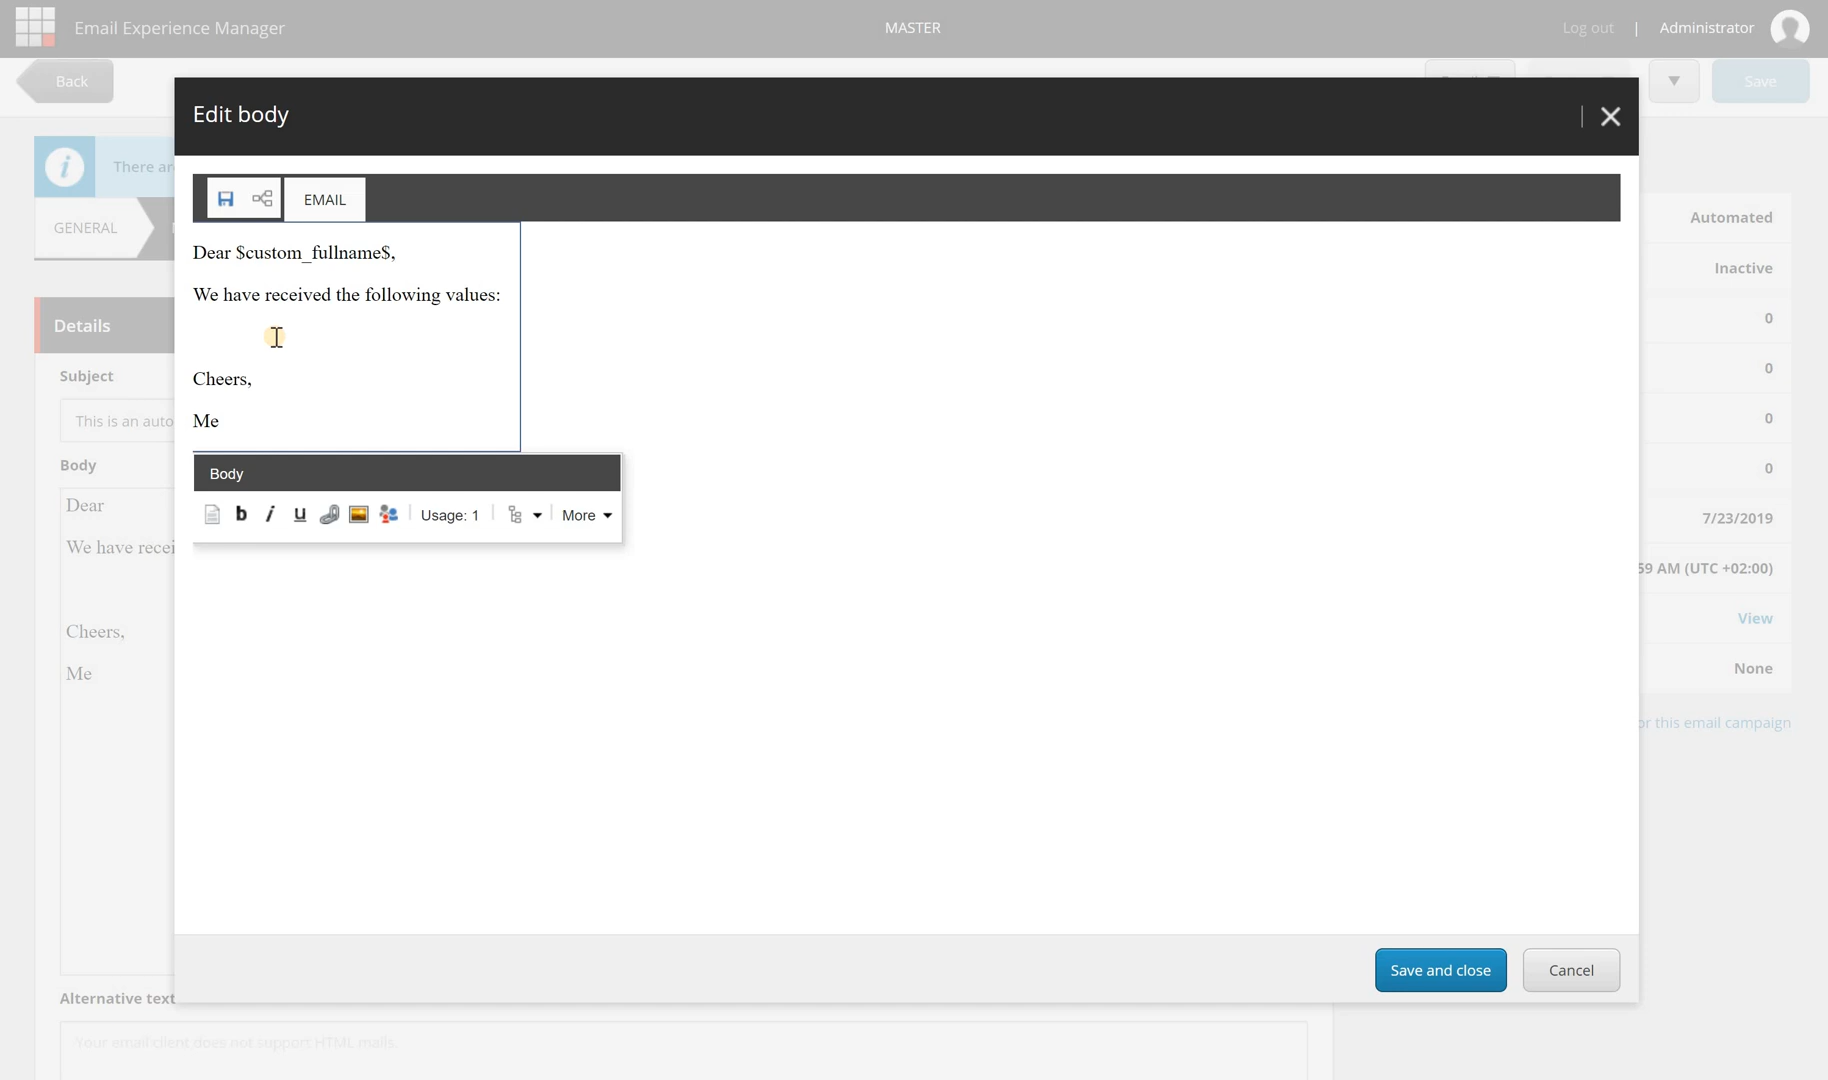 Email Experience Manager
MASTER
Log out
|
Administrator
Back
Save
Edit body
There are
GENERAL
EMAIL
Dear $custom_fullname$,
We have received the following values:
Cheers,
Me
Body
b i u
Usage: 1
More
Details
Subject
This is an auto
Body
Dear
We have recei
Cheers,
Me
Alternative text
Your email client does not support HTML mails.
Automated
Inactive
0
0
0
0
7/23/2019
59 AM (UTC +02:00)
View
None
or this email campaign
Save and close
Cancel